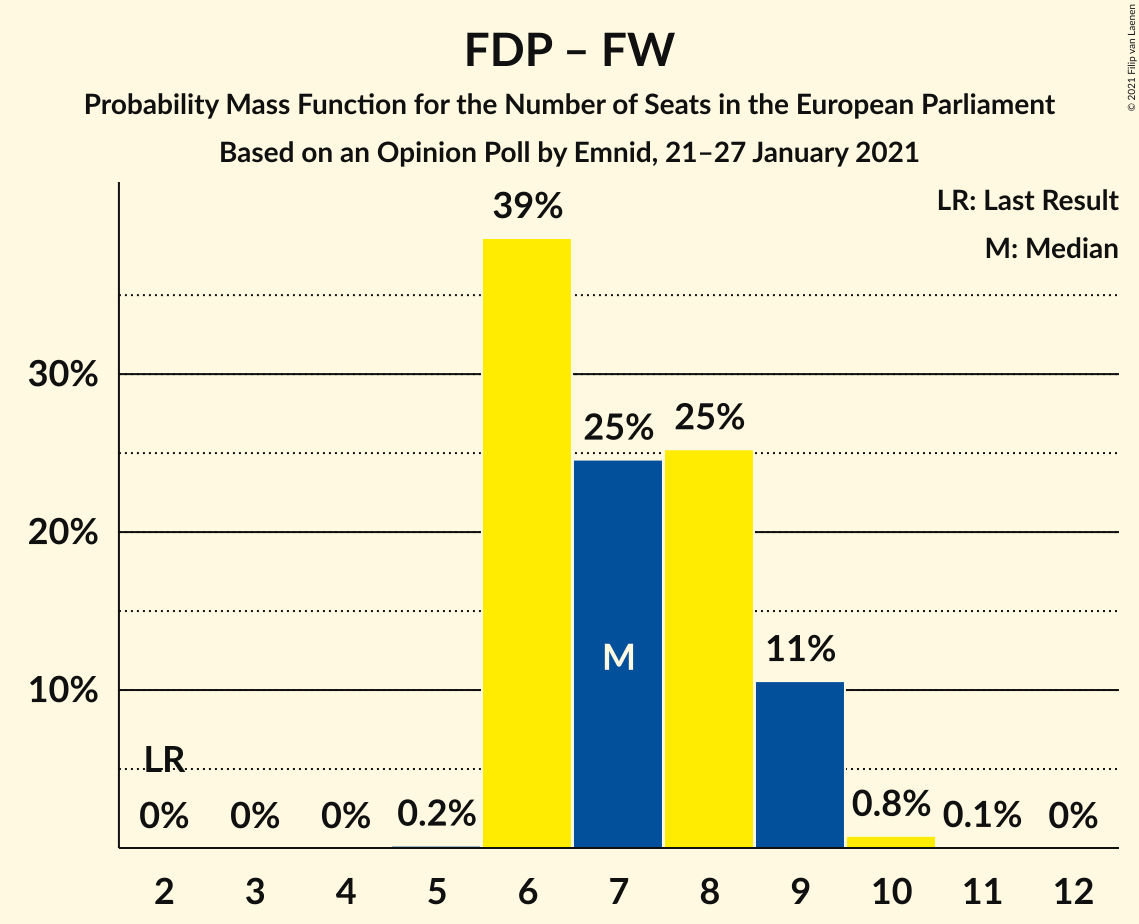 FDP – FW
Probability Mass Function for the Number of Seats in the European Parliament
Based on an Opinion Poll by Emnid, 21–27 January 2021
© 2021 Filip van Laenen
LR: Last Result
M: Median
39%
30%
25% 25%
20%
M
11%
10%
LR
0% 0% 0% 0.2% 0.8% 0.1% 0%
2 3 4 5 6 7 8 9 10 11 12